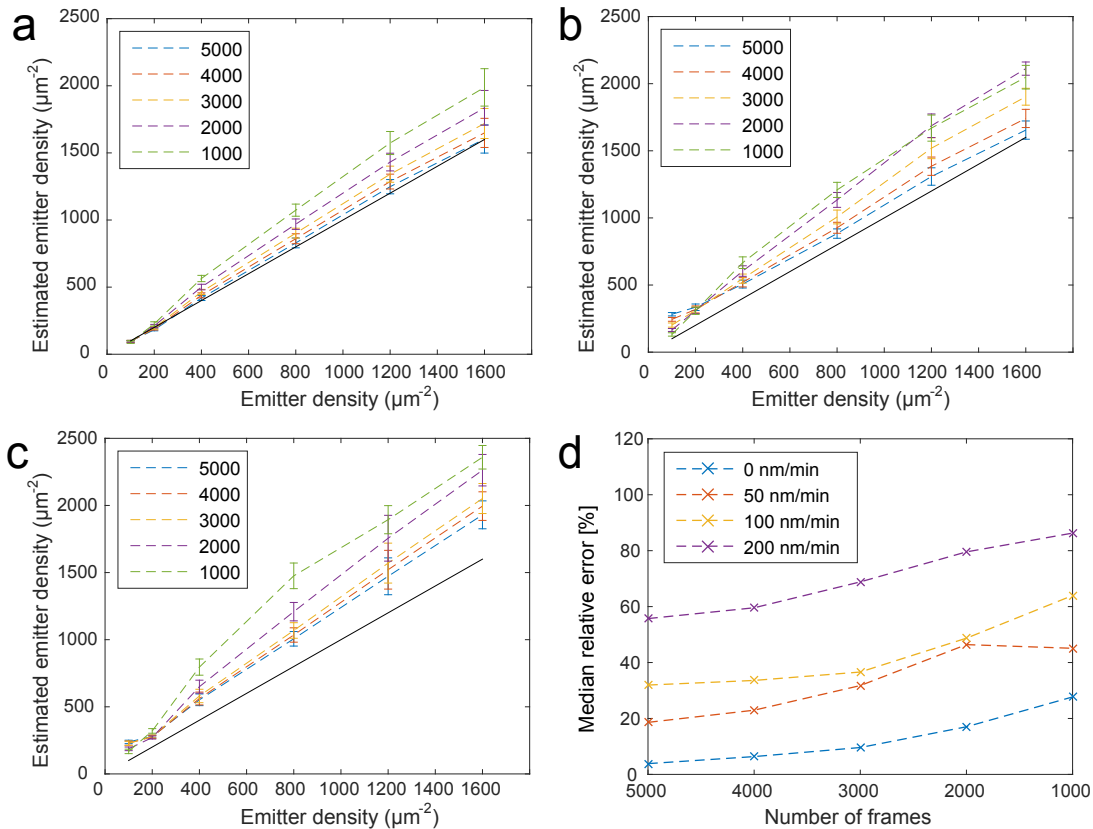 a
2500
2000
1500
1000
500
0
200 400 600 800 1000 1200 1400 1600
Estimated emitter density (µm-2)
Emitter density (µm-2)
5000
4000
3000
2000
1000
b
2500
2000
1500
1000
500
0
0 200 400 600 800 1000 1200 1400 1600
Estimated emitter density (µm-2)
Emitter density (µm-2)
5000
4000
3000
2000
1000
c
2500
2000
1500
1000
500
0
200 400 600 800 1000 1200 1400 1600
Estimated emitter density (µm-2)
Emitter density (µm-2)
5000
4000
3000
2000
1000
d
120
100
80
60
40
20
0
5000 4000 3000 2000 1000
Median relative error [%]
Number of frames
0 nm/min
50 nm/min
100 nm/min
200 nm/min